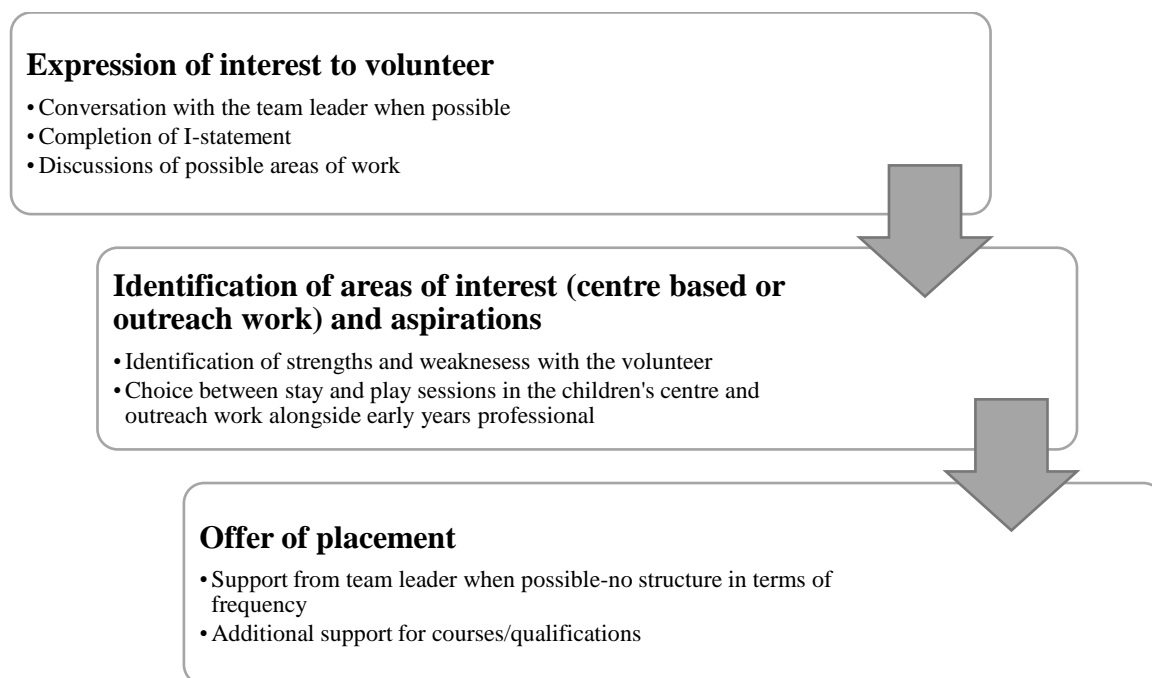 Expression of interest to volunteer
• Conversation with the team leader when possible
• Completion of I-statement
• Discussions of possible areas of work
Identification of areas of interest (centre based or
outreach work) and aspirations
• Identification of strengths and weaknesess with the volunteer
• Choice between stay and play sessions in the children's centre and
outreach work alongside early years professional
Offer of placement
• Support from team leader when possible-no structure in terms of
frequency
• Additional support for courses/qualifications